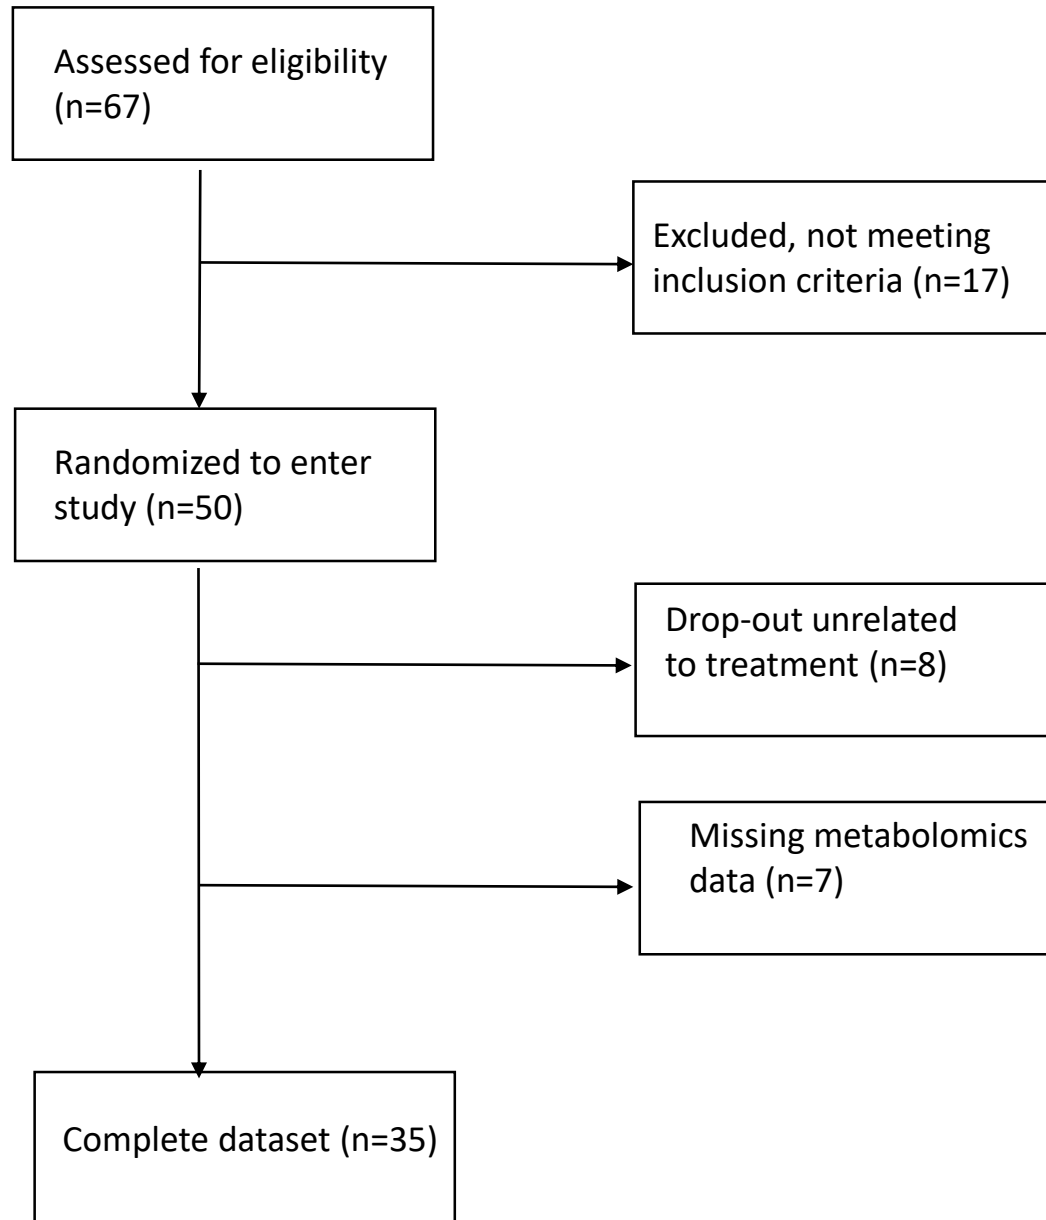 Assessed for eligibility
(n=67)
Excluded, not meeting
inclusion criteria (n=17)
Randomized to enter
study (n=50)
Drop-out unrelated
to treatment (n=8)
Missing metabolomics
data (n=7)
Complete dataset (n=35)